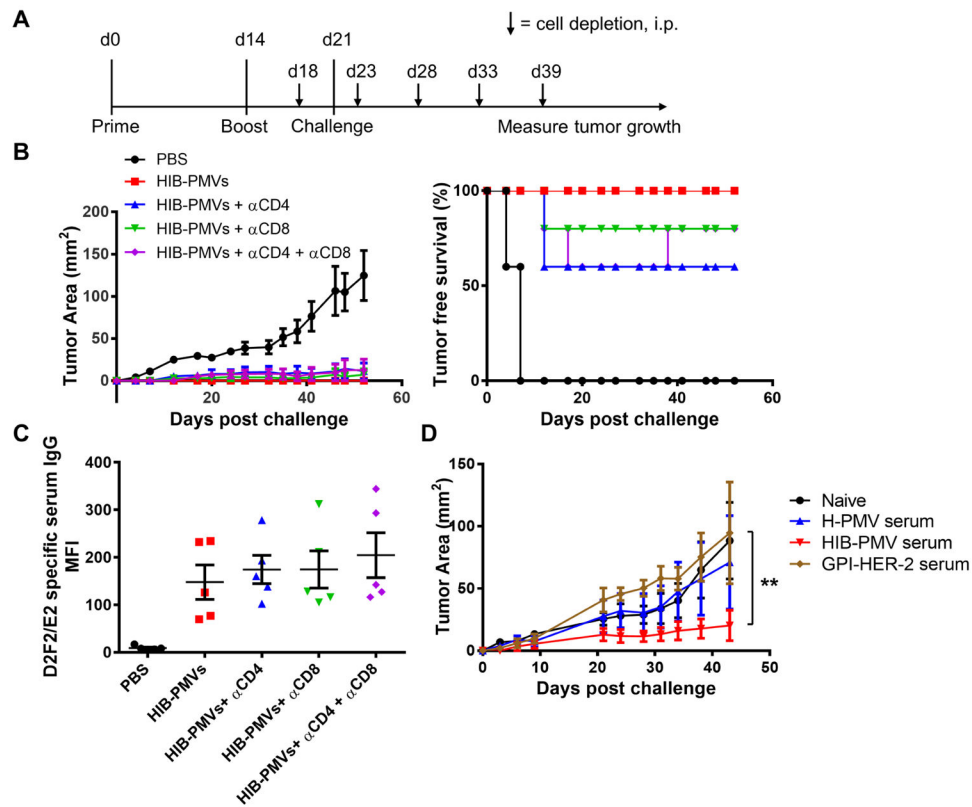 A
↓ = cell depletion, i.p.
d0 d14 d21
d18 d23 d28 d33 d39
Prime Boost Challenge Measure tumor growth
B
PBS
HIB-PMVs
HIB-PMVs + αCD4
HIB-PMVs + αCD8
HIB-PMVs + αCD4 + αCD8
Tumor Area (mm²)
200
150
100
50
0
0 20 40 60
Days post challenge
Tumor free survival (%)
100
50
0
0 20 40 60
Days post challenge
C
D2F2/E2 specific serum IgG
MFI
400
300
200
100
0
PBS
HIB-PMVs
HIB-PMVs+ αCD4
HIB-PMVs+ αCD8
HIB-PMVs+ αCD4 + αCD8
D
Tumor Area (mm²)
150
100
50
0
0 10 20 30 40 50
Days post challenge
Naive
H-PMV serum
HIB-PMV serum
GPI-HER-2 serum
**